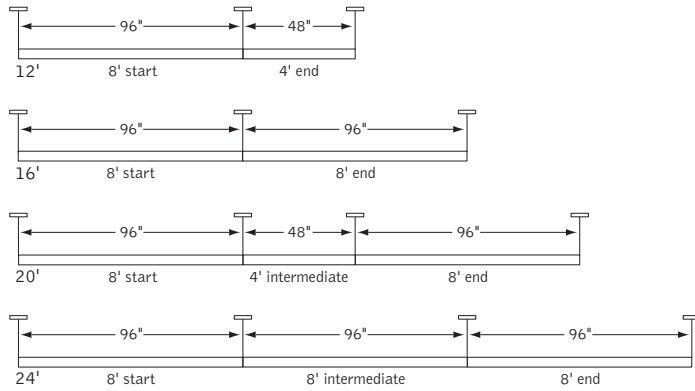 96" 48"
12' 8' start 4' end
96" 96"
16' 8' start 8' end
96" 48" 96"
20' 8' start 4' intermediate 8' end
96" 96" 96"
24' 8' start 8' intermediate 8' end